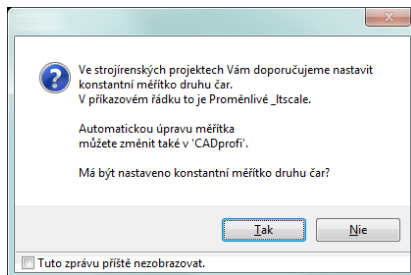 Ve strojírenských projektech Vám doporučujeme nastavit
konstantní měřítko druhu čar.
V příkazovém řádku to je Proměnlivé _ltscale.
Automatickou úpravu měřítka
můžete změnit také v 'CADprofi'.
Má být nastaveno konstantní měřítko druhu čar?
Tak
Nie
Tuto zprávu příště nezobrazovat.